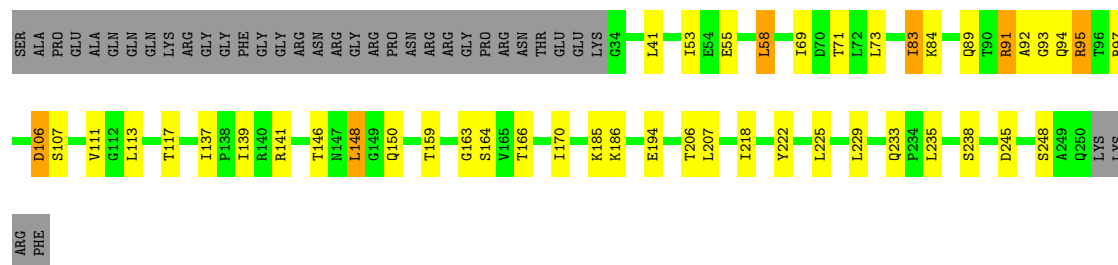 SER ALA PRO GLU ALA GLN GLN GLN LYS ARG GLY GLY PHE GLY GLY ARG ASN ARG GLY ARG PRO ASN ARG ARG GLY PRO ARG ASN THR GLU GLU LYS G34 L41 I53 E54 E55 L58 I69 D70 T71 L72 L73 I83 K84 Q89 T90 R91 A92 G93 Q94 R95 T96
D106 S107 V111 G112 L113 T117 I137 P138 I139 R140 R141 T146 N147 L148 G149 Q150 T159 G163 S164 V165 T166 I170 K185 K186 E194 T206 L207 I218 Y222 L225 L229 Q233 P234 L235 S238 D245 S248 A249 Q250 LYS LYS
ARG PHE